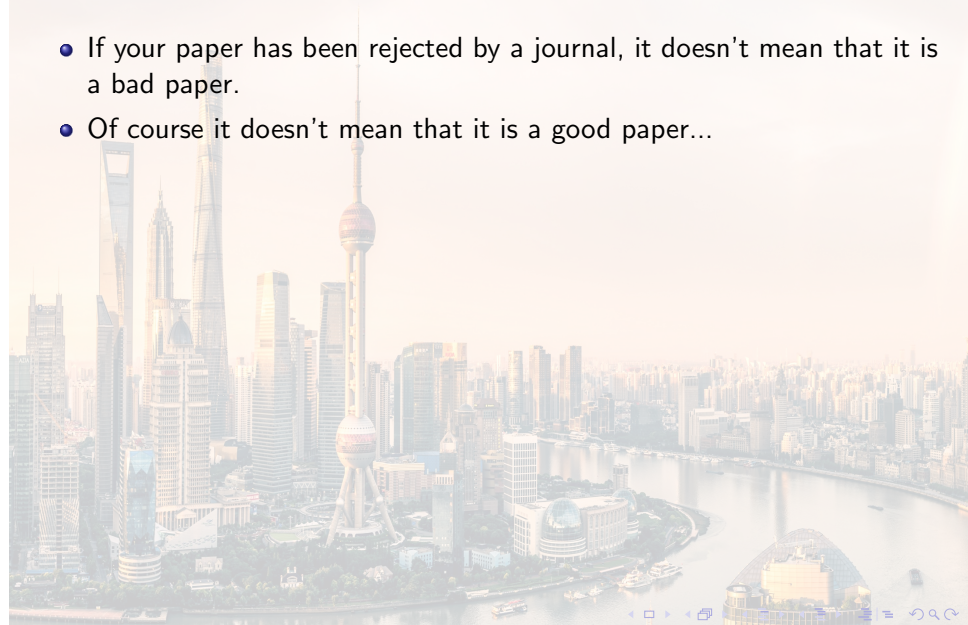 If your paper has been rejected by a journal, it doesn't mean that it is
a bad paper.
Of course it doesn't mean that it is a good paper...